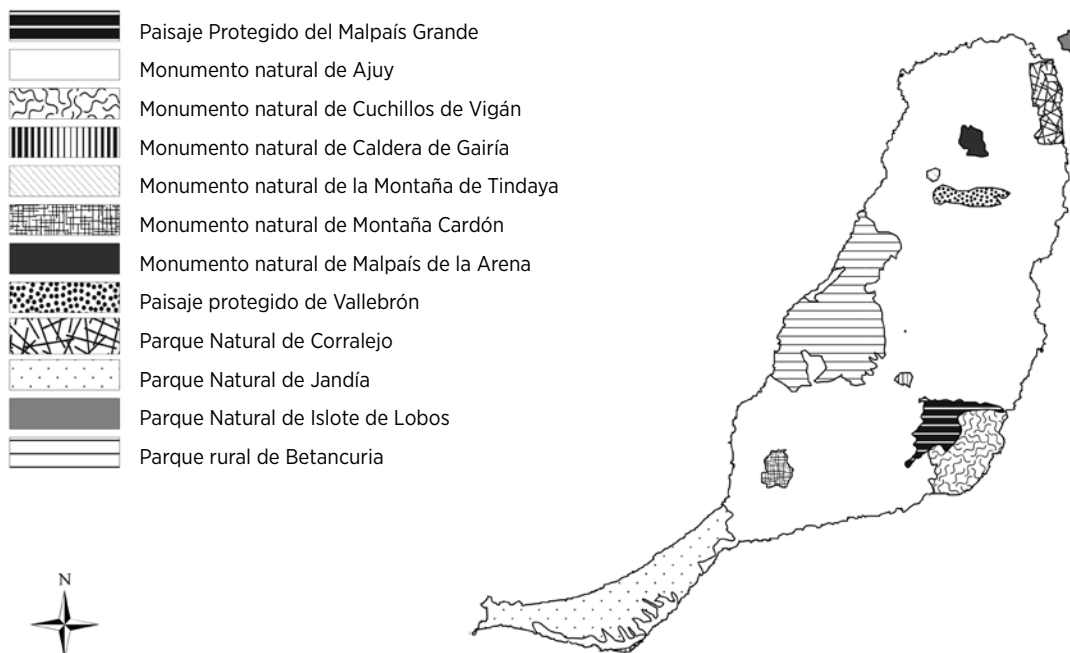 Paisaje Protegido del Malpaís Grande
Monumento natural de Ajuy
Monumento natural de Cuchillos de Vigán
Monumento natural de Caldera de Gairía
Monumento natural de la Montaña de Tindaya
Monumento natural de Montaña Cardón
Monumento natural de Malpaís de la Arena
Paisaje protegido de Vallebrón
Parque Natural de Corralejo
Parque Natural de Jandía
Parque Natural de Islote de Lobos
Parque rural de Betancuria
N